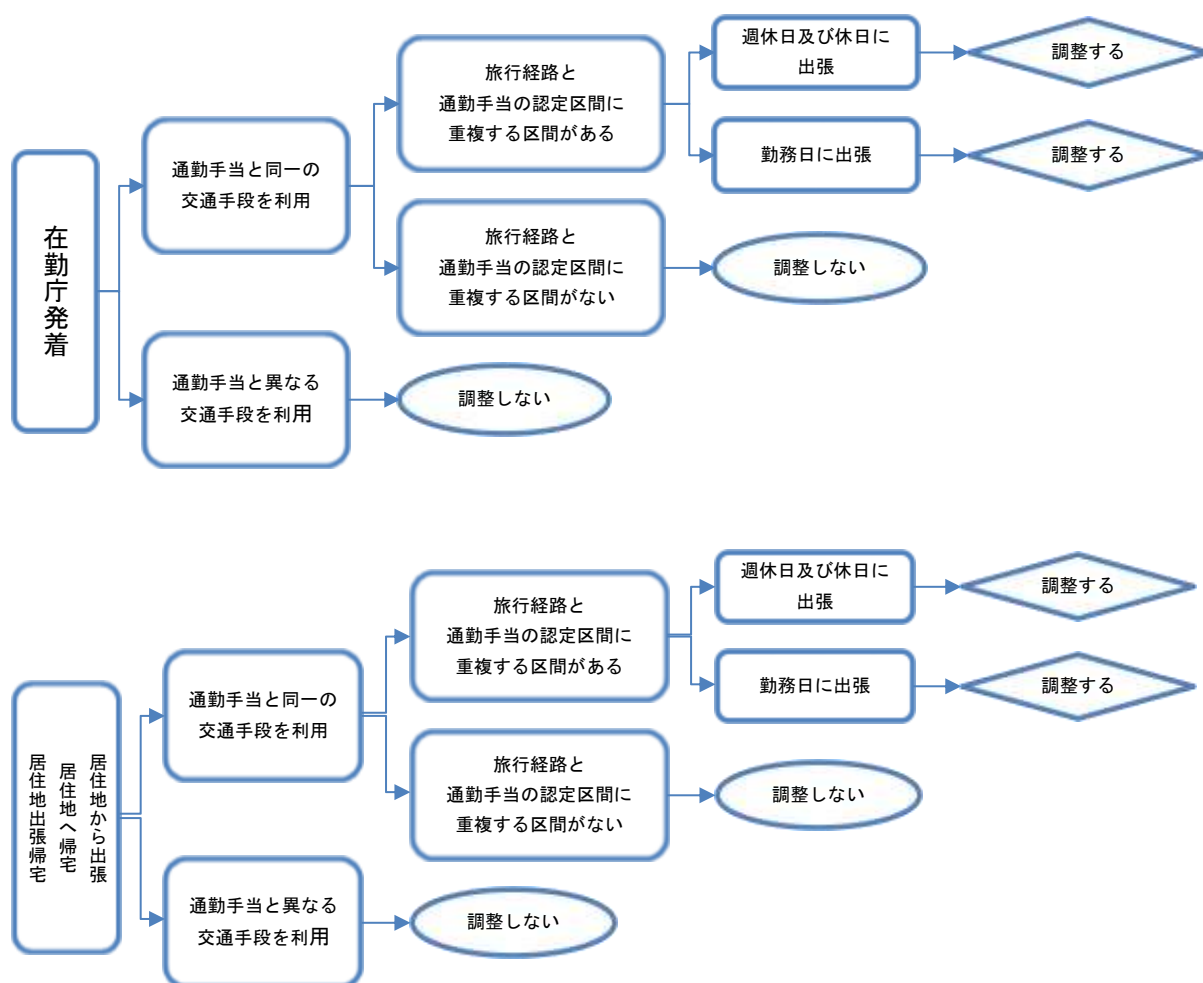 在勤庁発着
通勤手当と同一の
交通手段を利用
旅行経路と
通勤手当の認定区間に
重複する区間がある
週休日及び休日に
出張
調整する
勤務日に出張
調整する
旅行経路と
通勤手当の認定区間に
重複する区間がない
調整しない
通勤手当と異なる
交通手段を利用
調整しない
居住地から出張
居住地へ帰宅
居住地出張帰宅
通勤手当と同一の
交通手段を利用
旅行経路と
通勤手当の認定区間に
重複する区間がある
週休日及び休日に
出張
調整する
勤務日に出張
調整する
旅行経路と
通勤手当の認定区間に
重複する区間がない
調整しない
通勤手当と異なる
交通手段を利用
調整しない